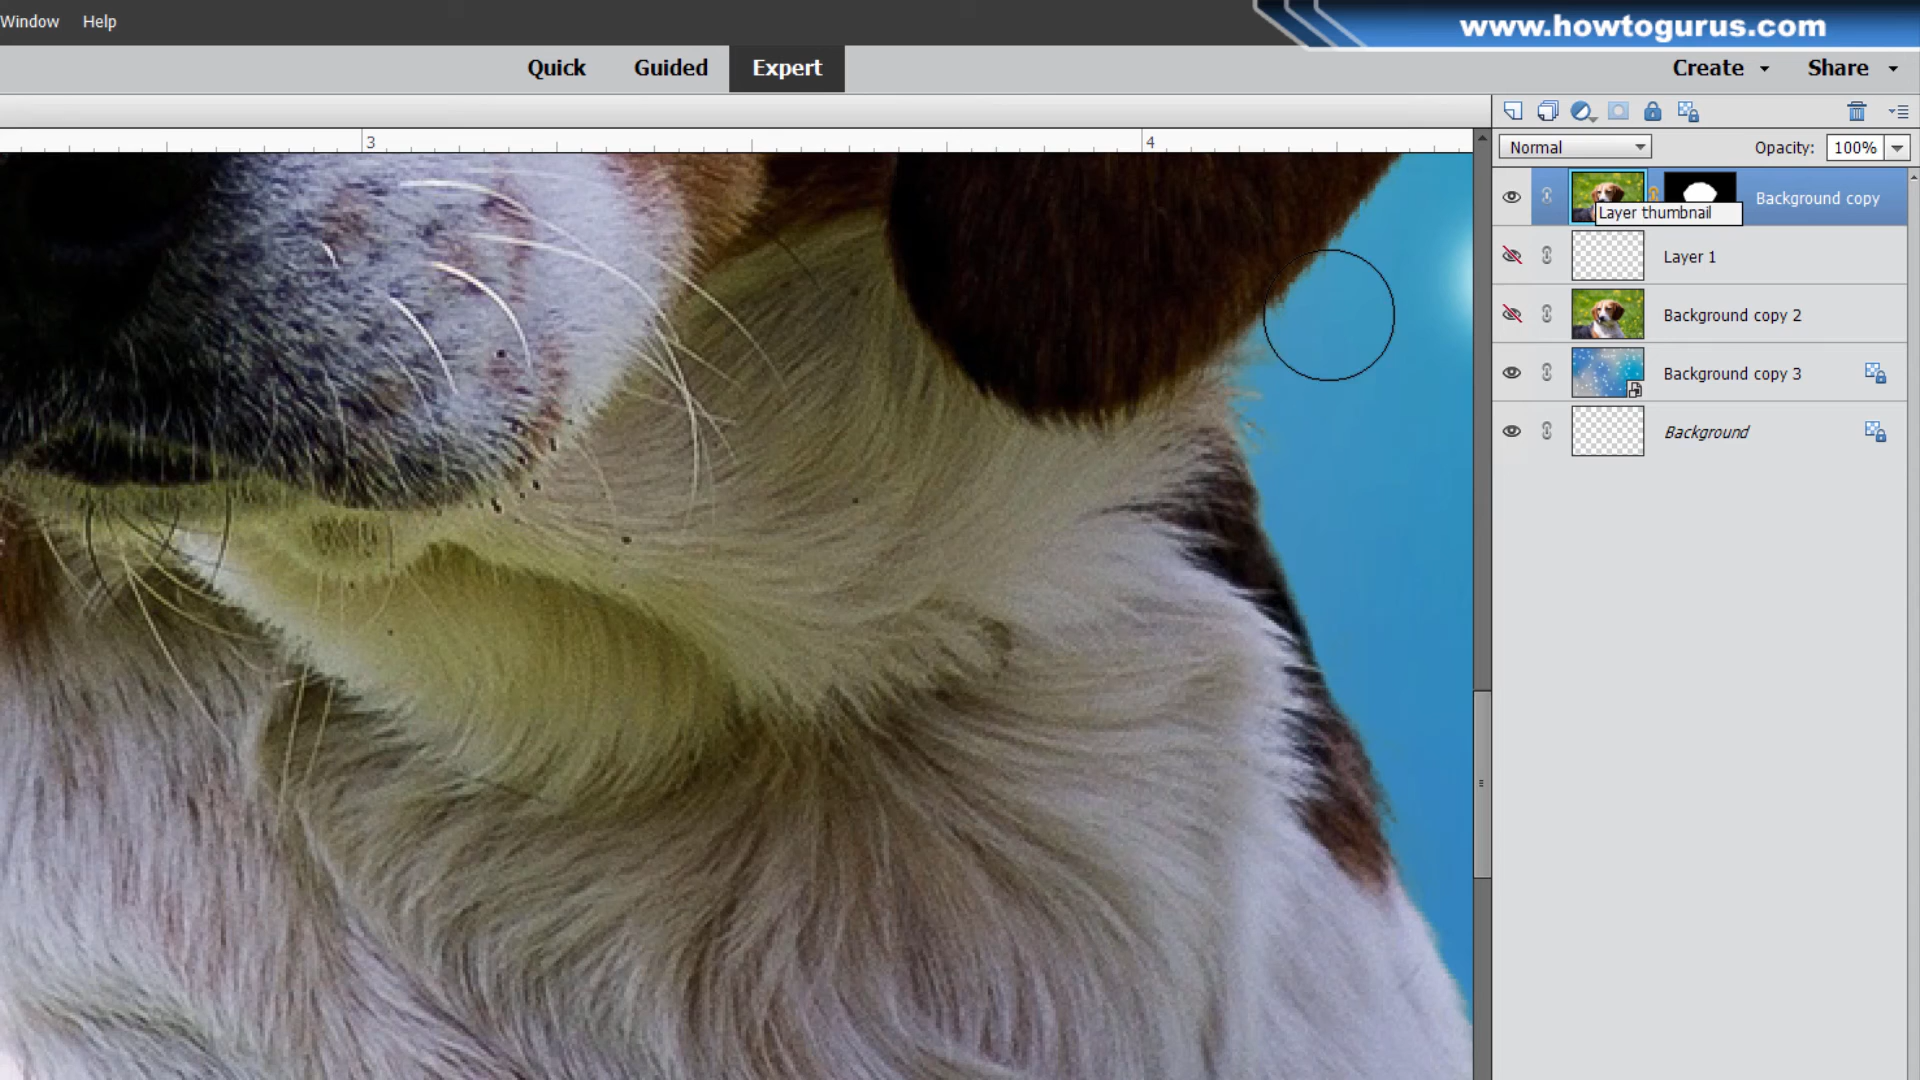 Window Help
www.howtogurus.com
Quick Guided Expert
Create Share
3 4
Normal Opacity: 100%
Background copy
Layer thumbnail
Layer 1
Background copy 2
Background copy 3
Background